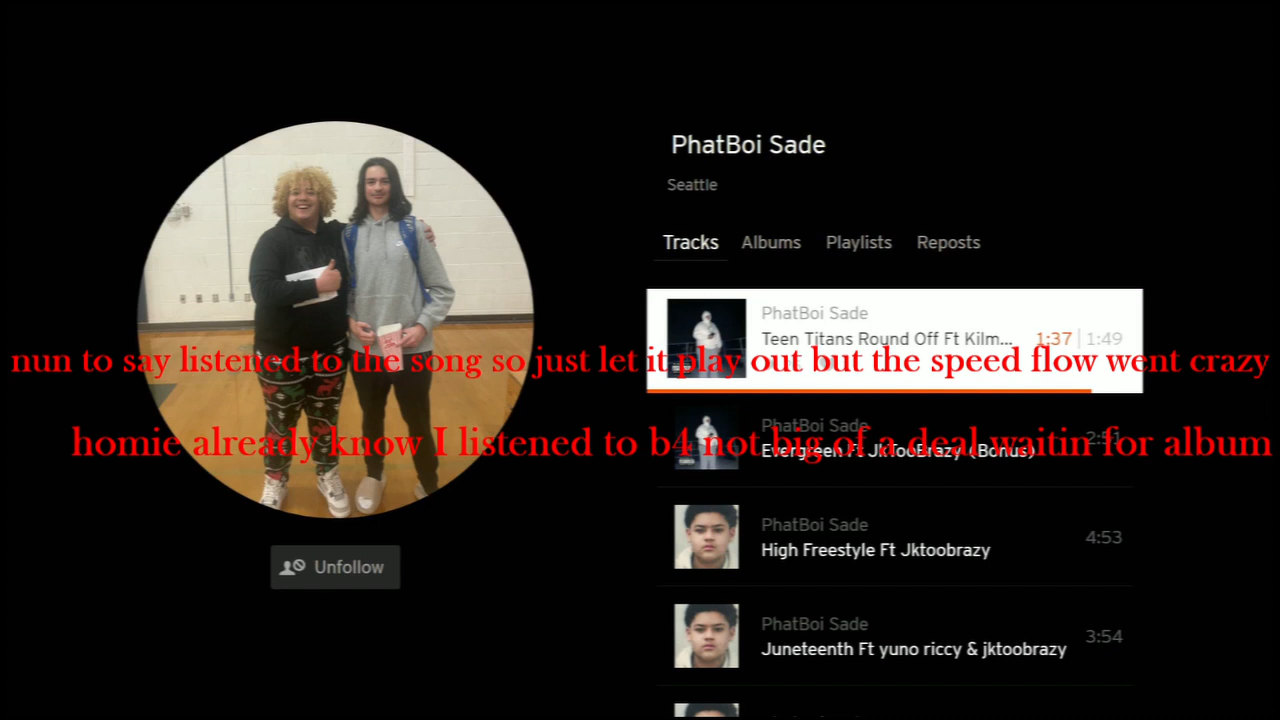 PhatBoi Sade
Seattle
Tracks Albums Playlists Reposts
PhatBoi Sade
Teen Titans Round Off Ft Kilm... 1:37 | 1:49
nun to say listened to the song so just let it play out but the speed flow went crazy
PhatBoi Sade
homie already know I listened to b4 not big of a deal waitin for album
Evergreen Ft JkTooBrazy (Bonus)
PhatBoi Sade
High Freestyle Ft Jktoobrazy 4:53
Unfollow
PhatBoi Sade
Juneteenth Ft yuno riccy & jktoobrazy 3:54